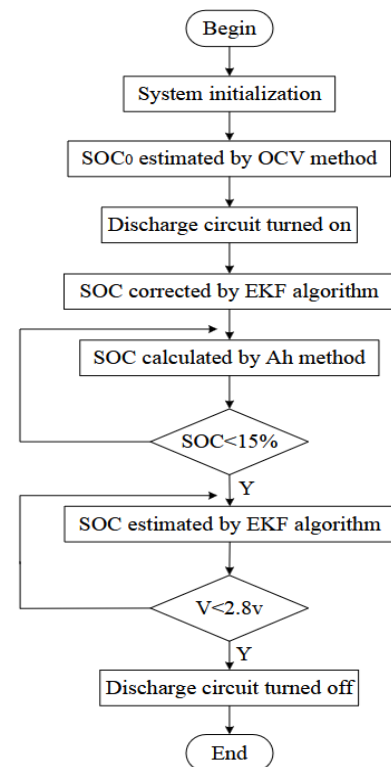 Begin
System initialization
SOC₀ estimated by OCV method
Discharge circuit turned on
SOC corrected by EKF algorithm
SOC calculated by Ah method
SOC<15%
Y
SOC estimated by EKF algorithm
V<2.8v
Y
Discharge circuit turned off
End